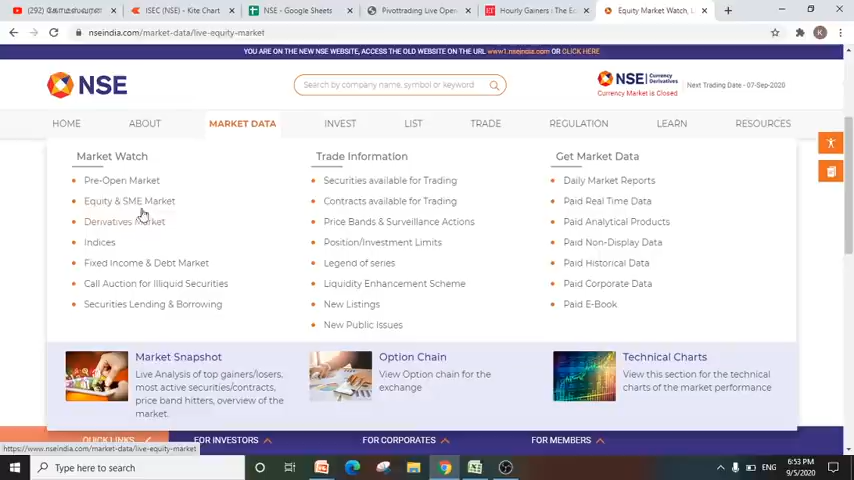 (292)
ISEC (NSE) - Kite Chart
NSE - Google Sheets
Pivottrading Live Open
Hourly Gainers | The Ec
Equity Market Watch, L
nseindia.com/market-data/live-equity-market
YOU ARE ON THE NEW NSE WEBSITE, ACCESS THE OLD WEBSITE ON THE URL www1.nseindia.com OR CLICK HERE
NSE
Search by company name, symbol or keyword
NSE Currency Derivatives
Currency Market is Closed
Next Trading Date - 07-Sep-2020
HOME ABOUT MARKET DATA INVEST LIST TRADE REGULATION LEARN RESOURCES
Market Watch
Pre-Open Market
Equity & SME Market
Derivatives Market
Indices
Fixed Income & Debt Market
Call Auction for Illiquid Securities
Securities Lending & Borrowing
Trade Information
Securities available for Trading
Contracts available for Trading
Price Bands & Surveillance Actions
Position/Investment Limits
Legend of series
Liquidity Enhancement Scheme
New Listings
New Public Issues
Get Market Data
Daily Market Reports
Paid Real Time Data
Paid Analytical Products
Paid Non-Display Data
Paid Historical Data
Paid Corporate Data
Paid E-Book
Market Snapshot
Live Analysis of top gainers/losers,
most active securities/contracts,
price band hitters, overview of the
market.
Option Chain
View Option chain for the
exchange
Technical Charts
View this section for the technical
charts of the market performance
QUICK LINKS FOR INVESTORS FOR CORPORATES FOR MEMBERS
https://www.nseindia.com/market-data/live-equity-market
Type here to search
ENG
6:53 PM
9/5/2020